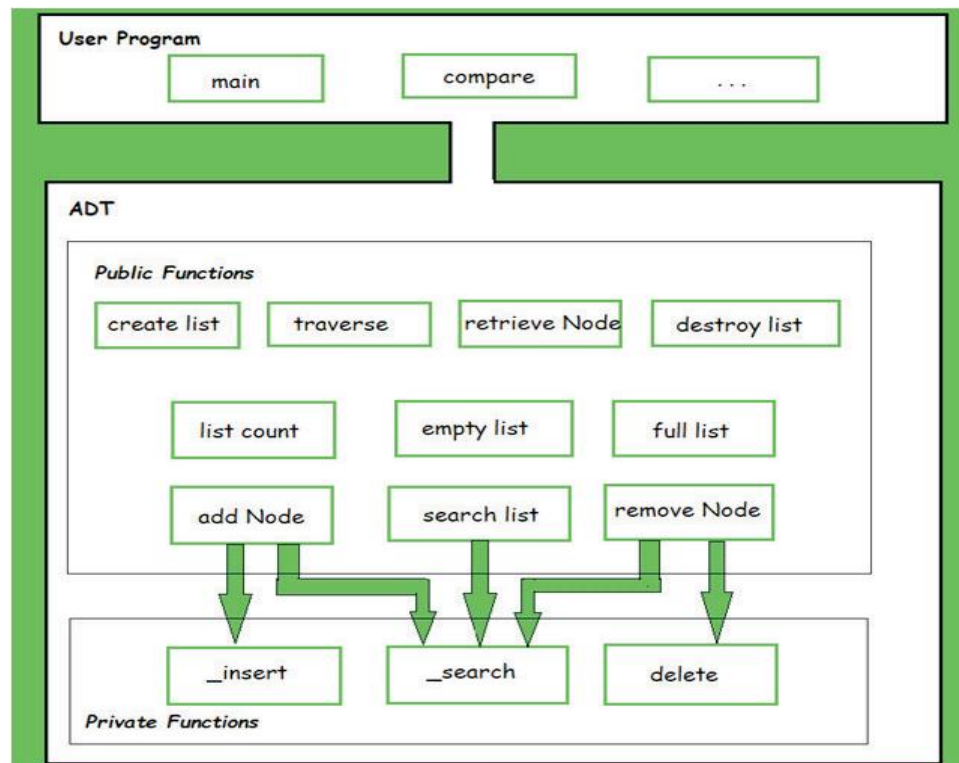 User Program
main
compare
...
ADT
Public Functions
create list
traverse
retrieve Node
destroy list
list count
empty list
full list
add Node
search list
remove Node
_insert
_search
delete
Private Functions